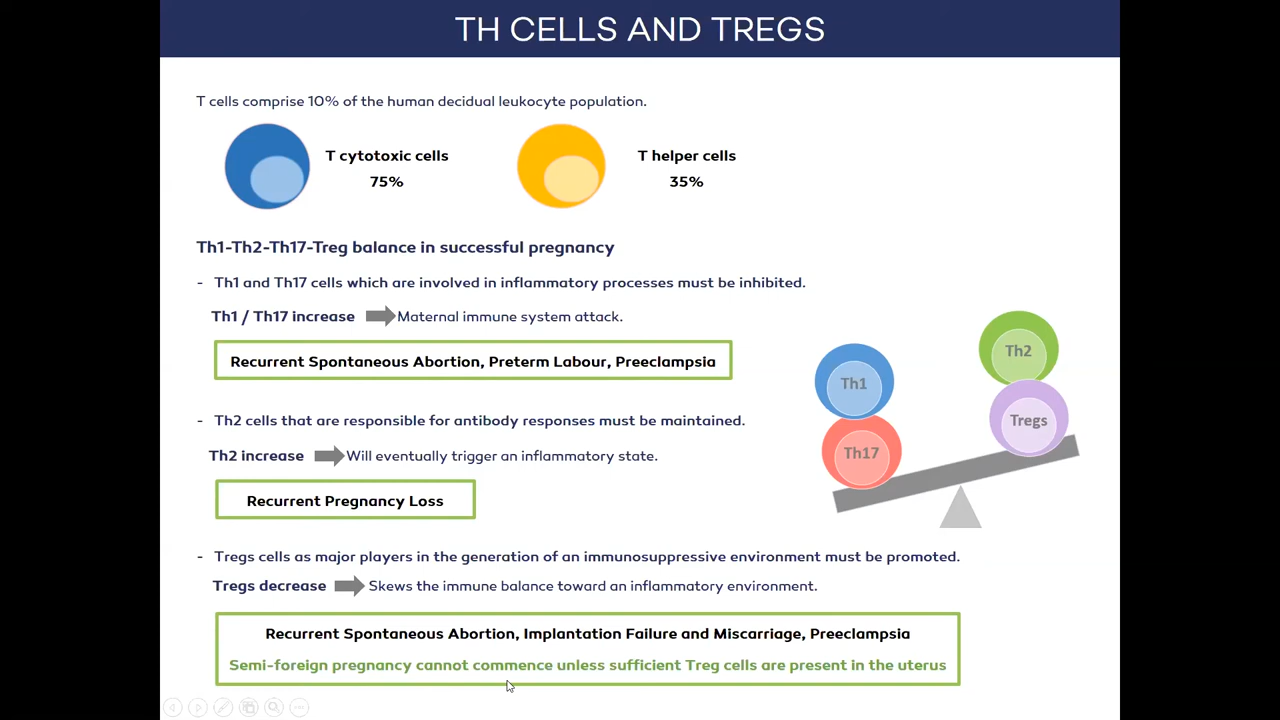 TH CELLS AND TREGS
T cells comprise 10% of the human decidual leukocyte population.
T cytotoxic cells
75%
T helper cells
35%
Th1-Th2-Th17-Treg balance in successful pregnancy
- Th1 and Th17 cells which are involved in inflammatory processes must be inhibited.
Th1 / Th17 increase Maternal immune system attack.
Recurrent Spontaneous Abortion, Preterm Labour, Preeclampsia
- Th2 cells that are responsible for antibody responses must be maintained.
Th2 increase Will eventually trigger an inflammatory state.
Recurrent Pregnancy Loss
Th2
Th1
Tregs
Th17
- Tregs cells as major players in the generation of an immunosuppressive environment must be promoted.
Tregs decrease Skews the immune balance toward an inflammatory environment.
Recurrent Spontaneous Abortion, Implantation Failure and Miscarriage, Preeclampsia
Semi-foreign pregnancy cannot commence unless sufficient Treg cells are present in the uterus